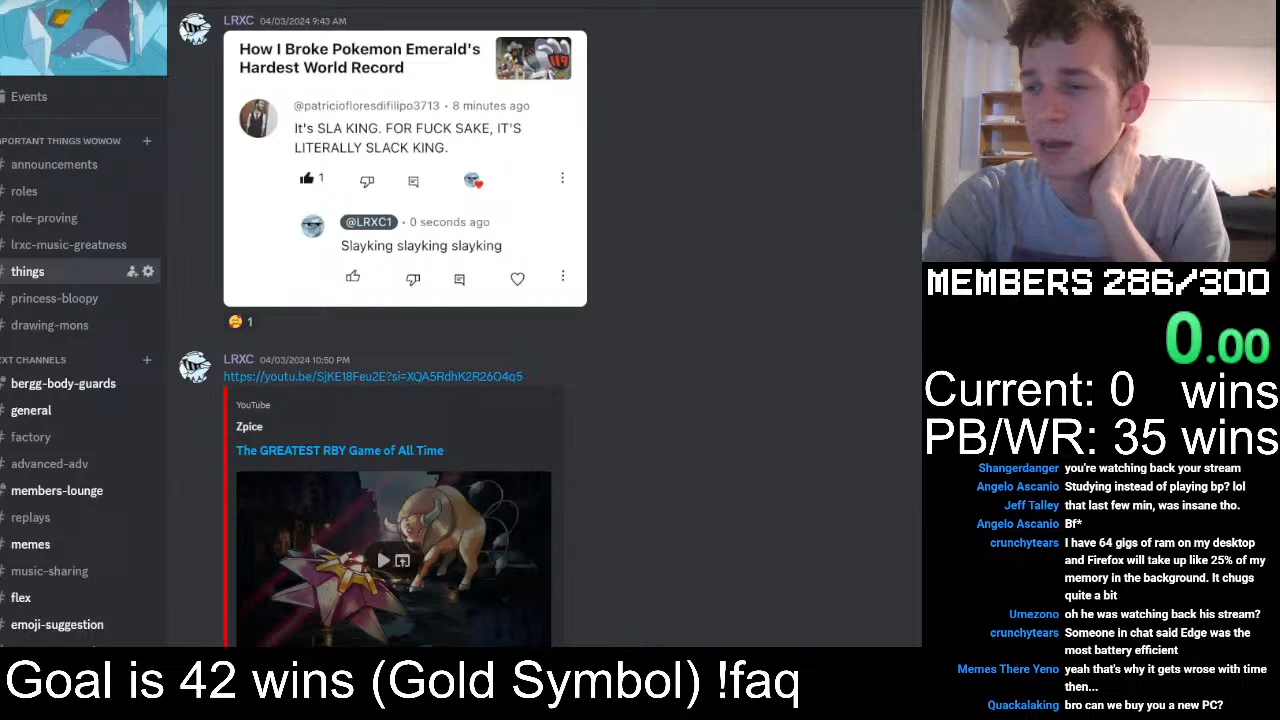 Events
PORTANT THINGS WOWOW +
# announcements
# roles
# role-proving
# lrxc-music-greatness
# things
# princess-bloopy
# drawing-mons
EXT CHANNELS +
bergg-body-guards
# general
# factory
# advanced-adv
members-lounge
# replays
# memes
# music-sharing
# flex
# emoji-suggestion
LRXC 04/03/2024 9:43 AM
How I Broke Pokemon Emerald's
Hardest World Record
@patriciofloresdifilipo3713 • 8 minutes ago
It's SLA KING. FOR FUCK SAKE, IT'S
LITERALLY SLACK KING.
1
@LRXC1 • 0 seconds ago
Slayking slayking slayking
1
LRXC 04/03/2024 10:50 PM
https://youtu.be/SjKE18Feu2E?si=XQA5RdhK2R26O4q5
YouTube
Zpice
The GREATEST RBY Game of All Time
MEMBERS 286/300
0.00
Current: 0 wins
PB/WR: 35 wins
Shangerdanger you're watching back your stream
Angelo Ascanio Studying instead of playing bp? lol
Jeff Talley that last few min, was insane tho.
Angelo Ascanio Bf*
crunchytears I have 64 gigs of ram on my desktop
and Firefox will take up like 25% of my
memory in the background. It chugs
quite a bit
Umezono oh he was watching back his stream?
crunchytears Someone in chat said Edge was the
most battery efficient
Memes There Yeno yeah that's why it gets wrose with time
then...
Quackalaking bro can we buy you a new PC?
Goal is 42 wins (Gold Symbol) !faq